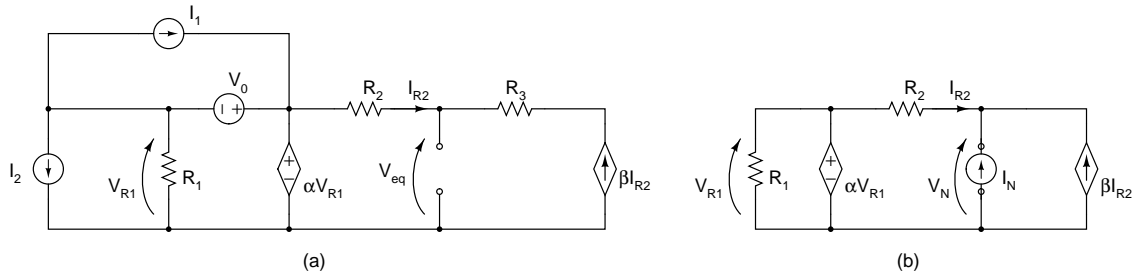 I1
V0
R2
IR2
R3
I2
VR1
R1
+
−
αVR1
Veq
βIR2
(a)
R2
IR2
VR1
R1
+
−
αVR1
VN
IN
βIR2
(b)